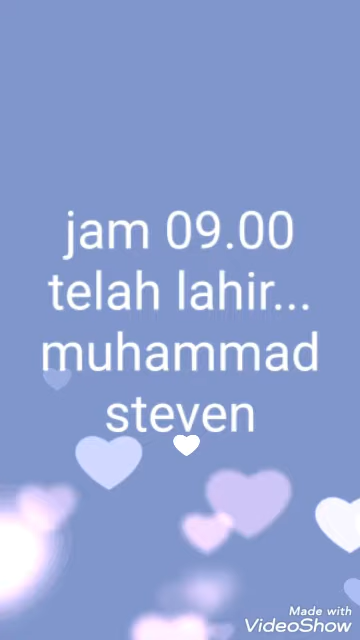 jam 09.00
telah lahir...
muhammad
steven
Made with
VideoShow